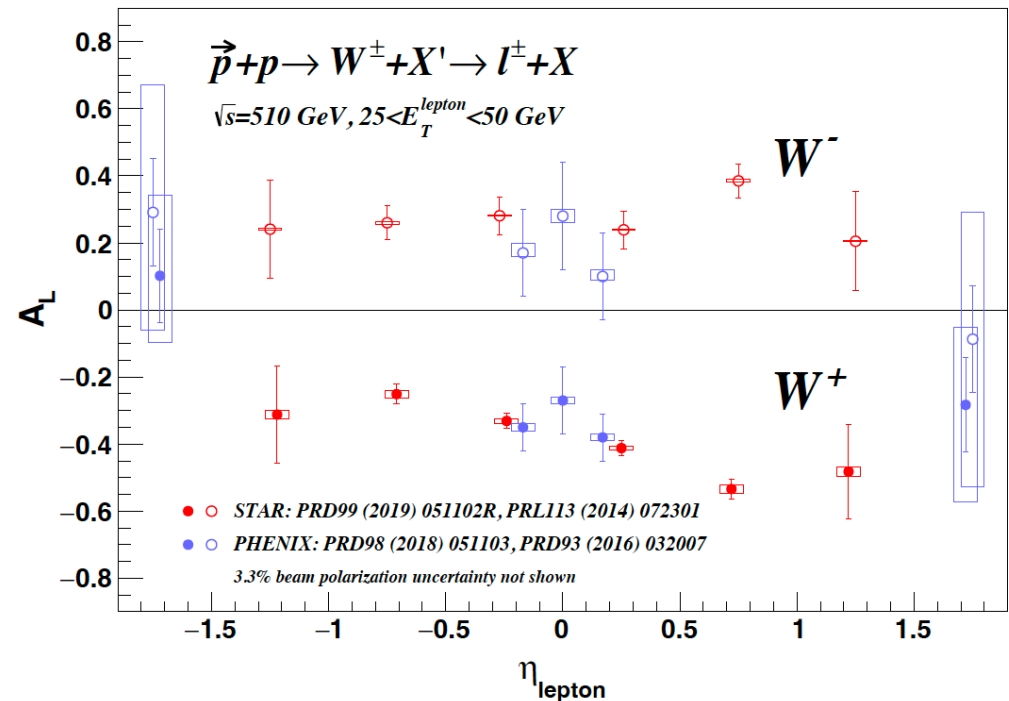 p⃗+p→ W±+X'→ l±+X
√s=510 GeV, 25<E_T^lepton<50 GeV
W⁻
W⁺
STAR: PRD99 (2019) 051102R, PRL113 (2014) 072301
PHENIX: PRD98 (2018) 051103, PRD93 (2016) 032007
3.3% beam polarization uncertainty not shown
A_L
0.8
0.6
0.4
0.2
0
−0.2
−0.4
−0.6
−0.8
−1.5 −1 −0.5 0 0.5 1 1.5
η_lepton